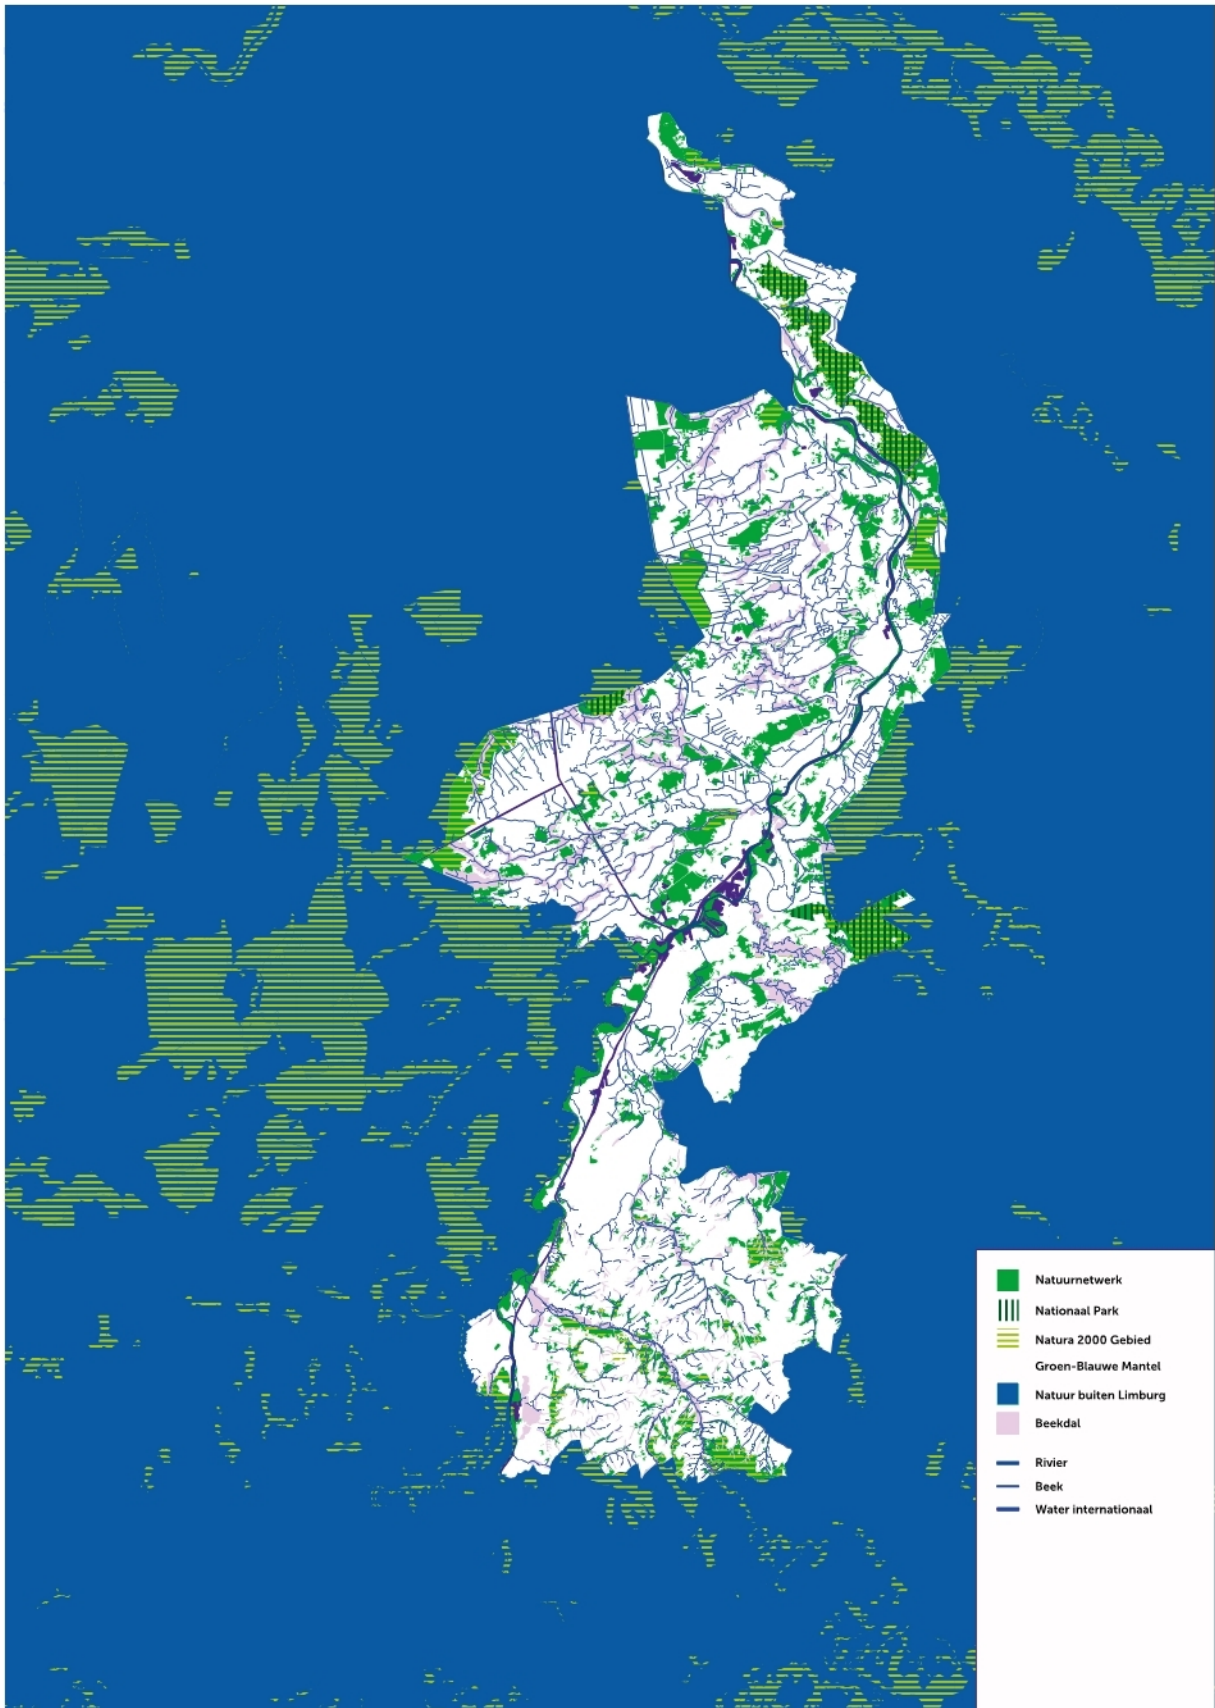 Natuurnetwerk
Nationaal Park
Natura 2000 Gebied
Groen-Blauwe Mantel
Natuur buiten Limburg
Beekdal
Rivier
Beek
Water internationaal